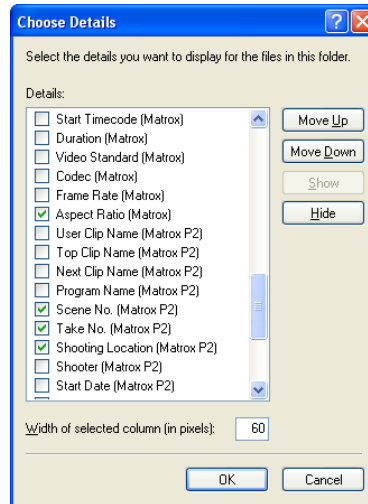 Choose Details
Select the details you want to display for the files in this folder.
Details:
Start Timecode (Matrox)
Duration (Matrox)
Video Standard (Matrox)
Codec (Matrox)
Frame Rate (Matrox)
Aspect Ratio (Matrox)
User Clip Name (Matrox P2)
Top Clip Name (Matrox P2)
Next Clip Name (Matrox P2)
Program Name (Matrox P2)
Scene No. (Matrox P2)
Take No. (Matrox P2)
Shooting Location (Matrox P2)
Shooter (Matrox P2)
Start Date (Matrox P2)
Move Up
Move Down
Show
Hide
Width of selected column (in pixels): 60
OK Cancel